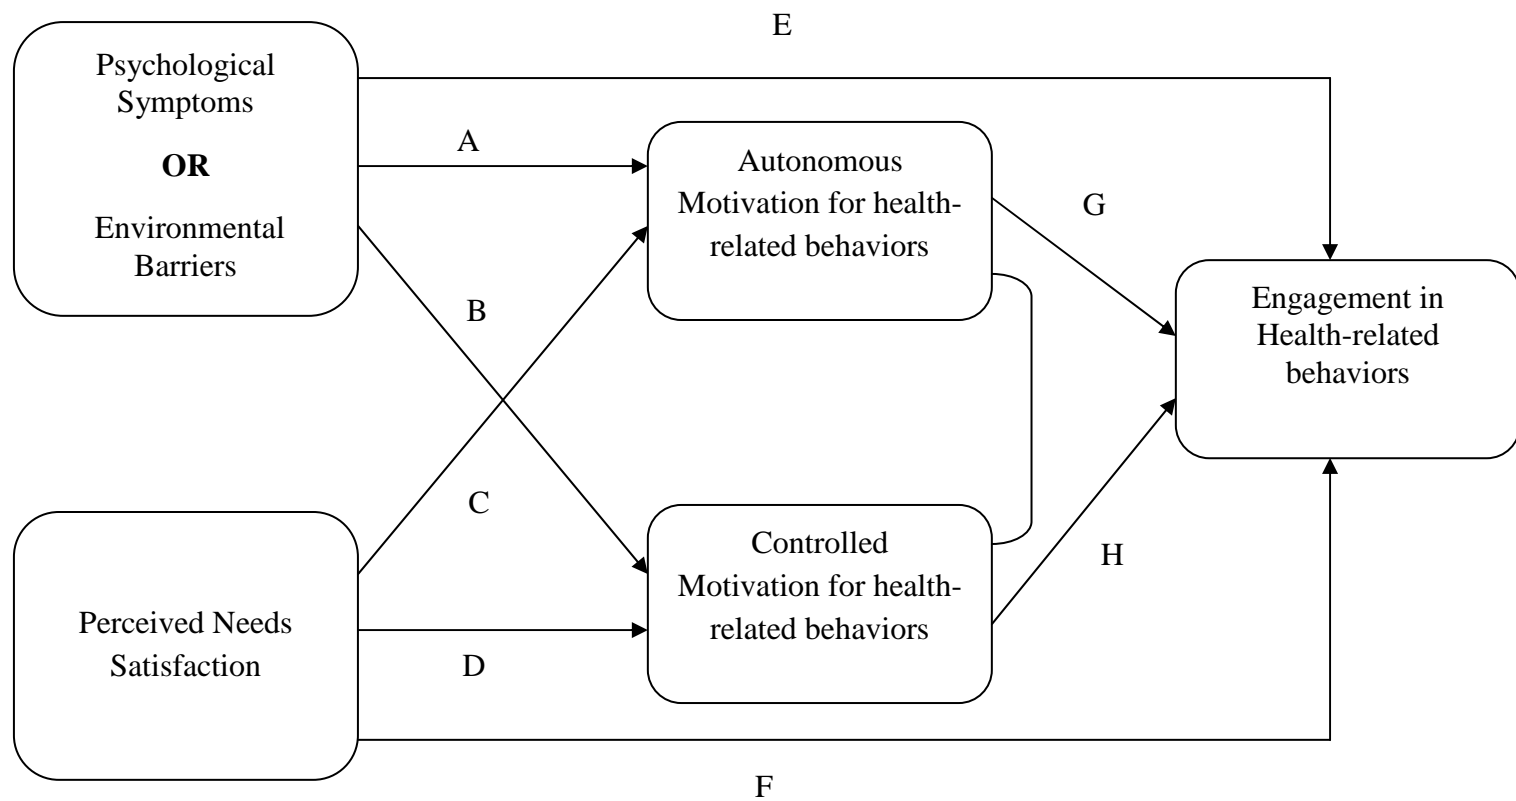 E
Psychological
Symptoms
OR
Environmental
Barriers
A
B
C
Perceived Needs
Satisfaction
D
Autonomous
Motivation for health-
related behaviors
Controlled
Motivation for health-
related behaviors
G
H
Engagement in
Health-related
behaviors
F